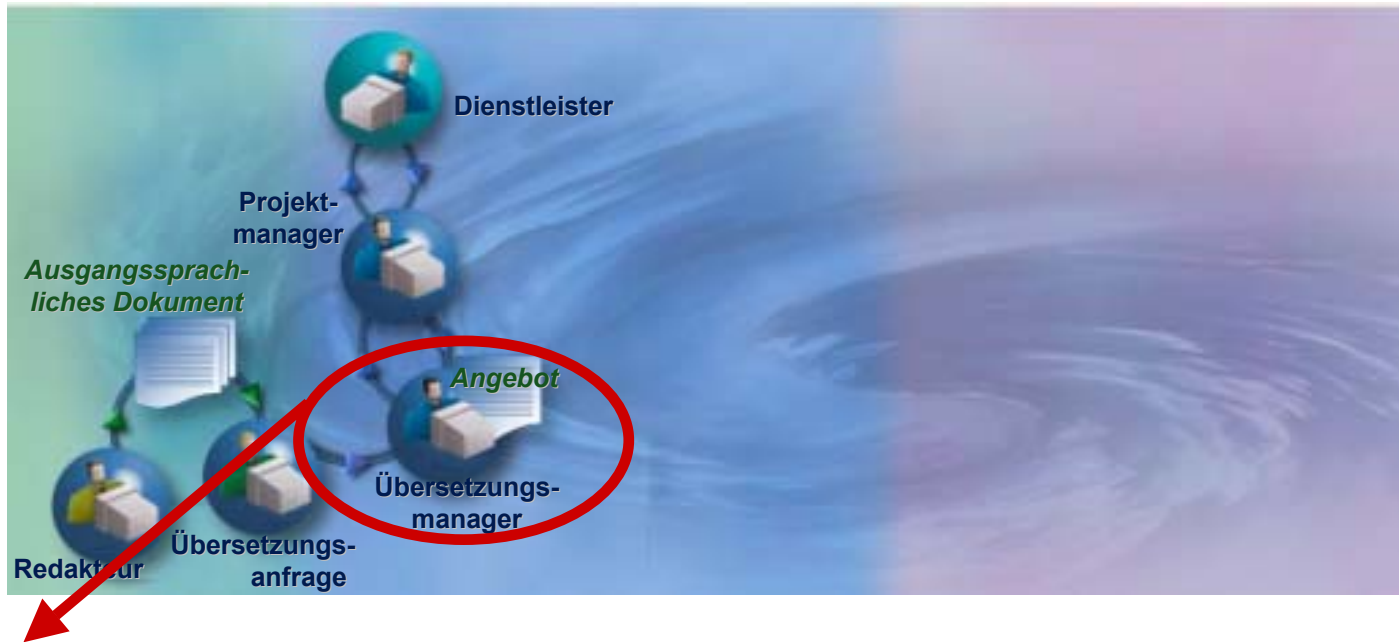 Dienstleister
Projekt-
manager
Ausgangssprach-
liches Dokument
Angebot
Übersetzungs-
manager
Übersetzungs-
anfrage
Redakteur